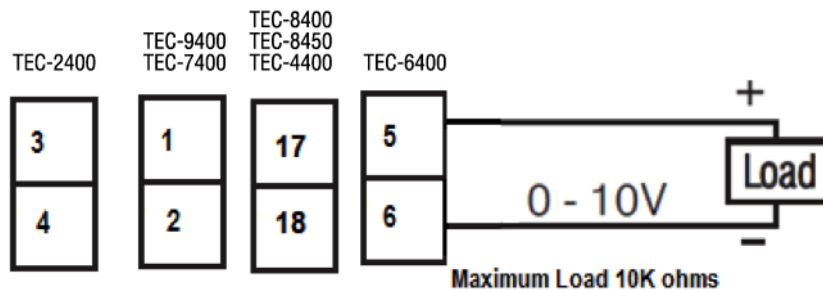 TEC-8400
TEC-9400 TEC-8450
TEC-2400 TEC-7400 TEC-4400 TEC-6400
+
3 1 17 5
Load
4 2 18 6 0 - 10V
-
Maximum Load 10K ohms